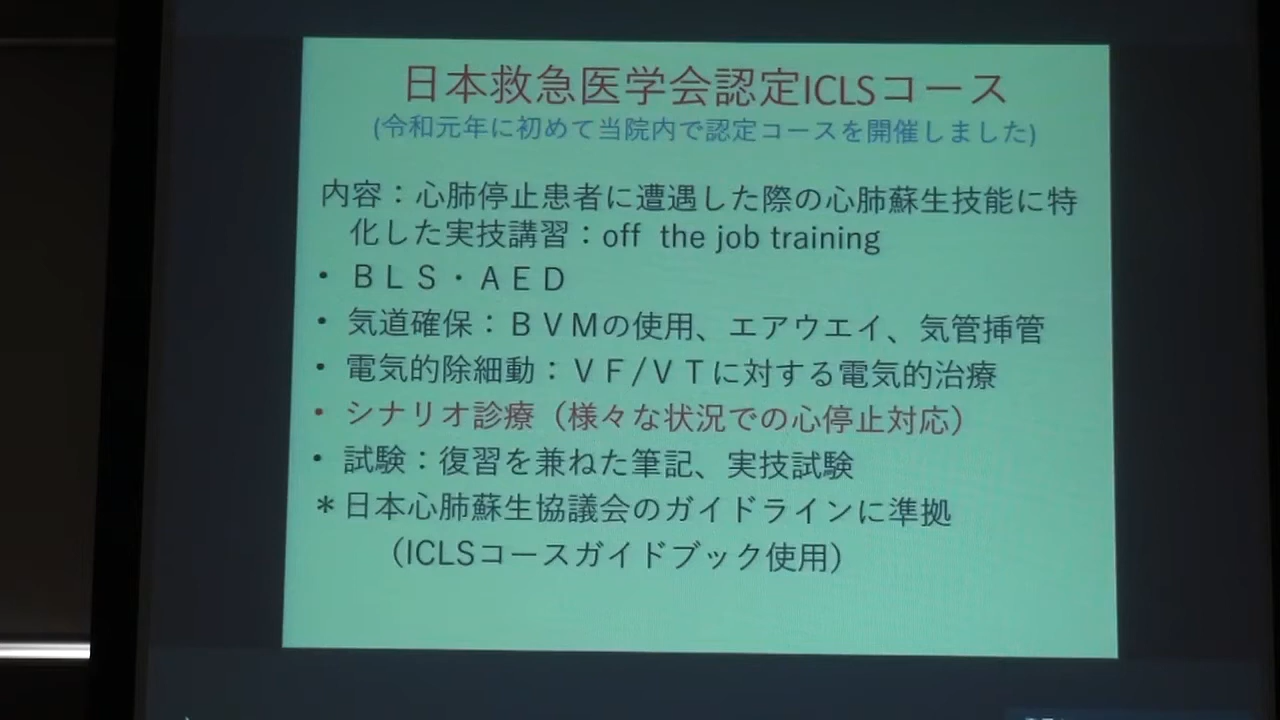 日本救急医学会認定ICLSコース
(令和元年に初めて当院内で認定コースを開催しました)
内容：心肺停止患者に遭遇した際の心肺蘇生技能に特
化した実技講習：off the job training
• ＢＬＳ・ＡＥＤ
• 気道確保：ＢＶＭの使用、エアウエイ、気管挿管
• 電気的除細動：ＶＦ/ＶＴに対する電気的治療
• シナリオ診療（様々な状況での心停止対応）
• 試験：復習を兼ねた筆記、実技試験
＊日本心肺蘇生協議会のガイドラインに準拠
（ICLSコースガイドブック使用）